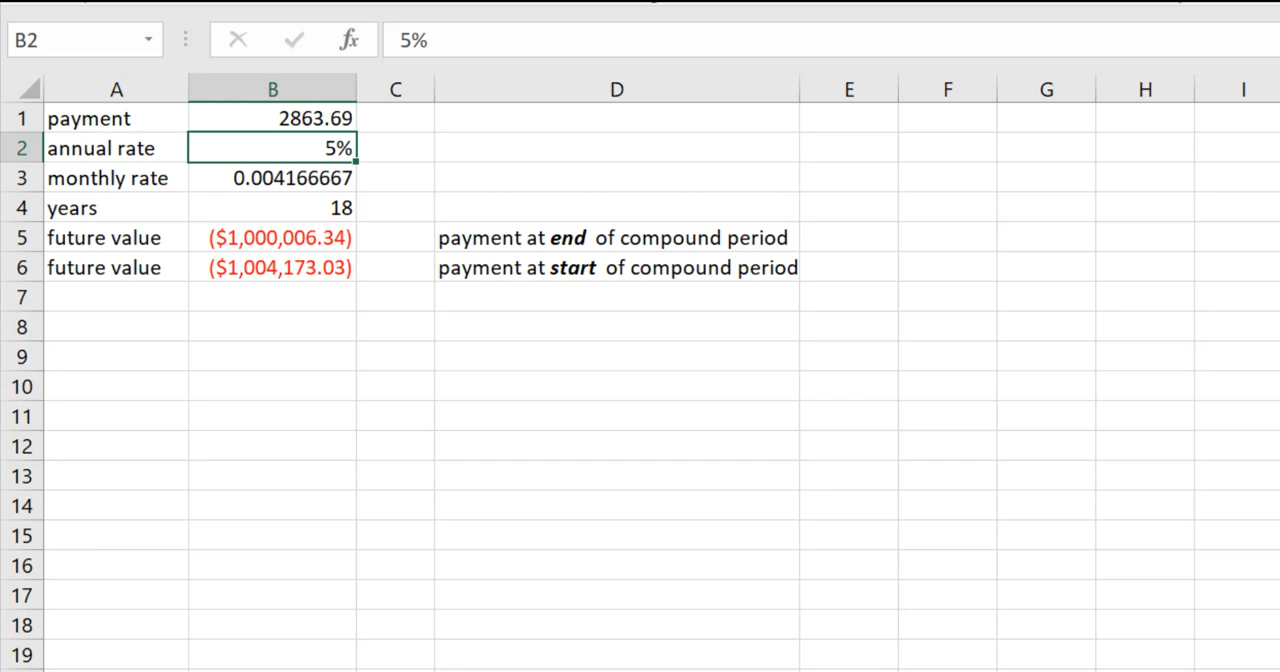 B2 fx 5%
A B C D E F G H I
1 payment 2863.69
2 annual rate 5%
3 monthly rate 0.004166667
4 years 18
5 future value ($1,000,006.34) payment at end of compound period
6 future value ($1,004,173.03) payment at start of compound period
7
8
9
10
11
12
13
14
15
16
17
18
19